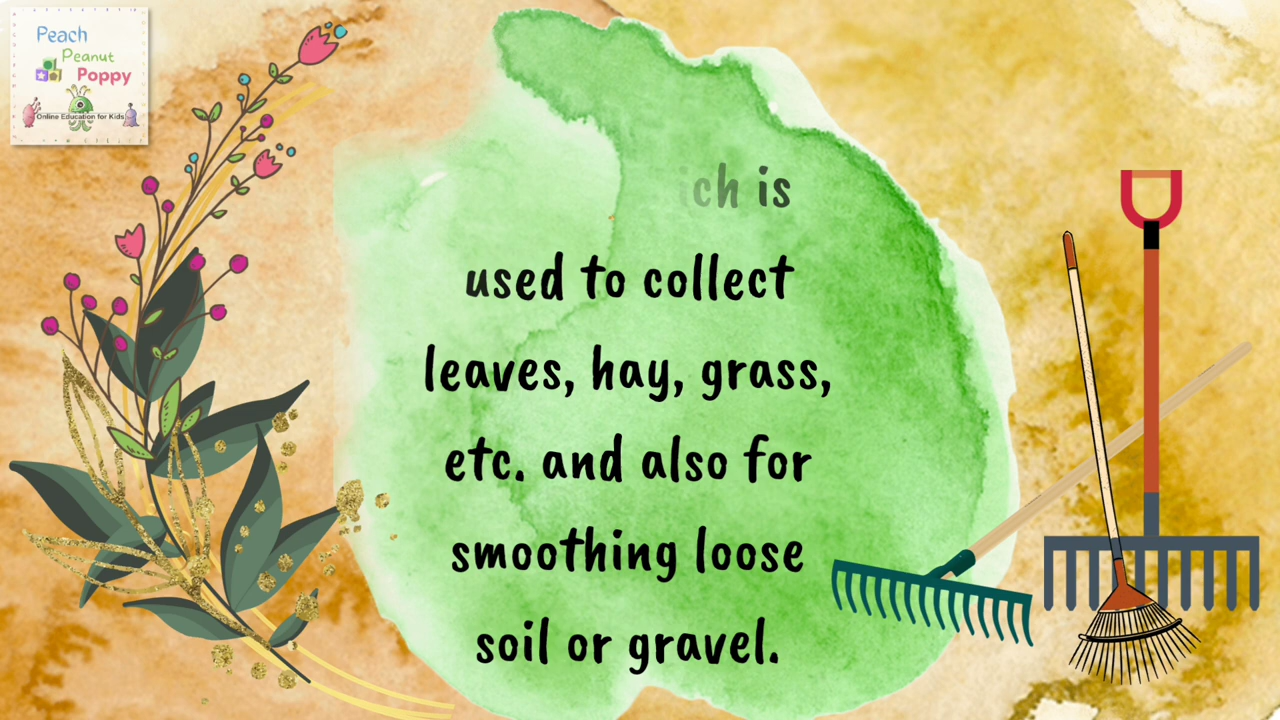 Peach
Peanut
Poppy
Online Education for Kids
ich is
used to collect
leaves, hay, grass,
etc. and also for
smoothing loose
soil or gravel.